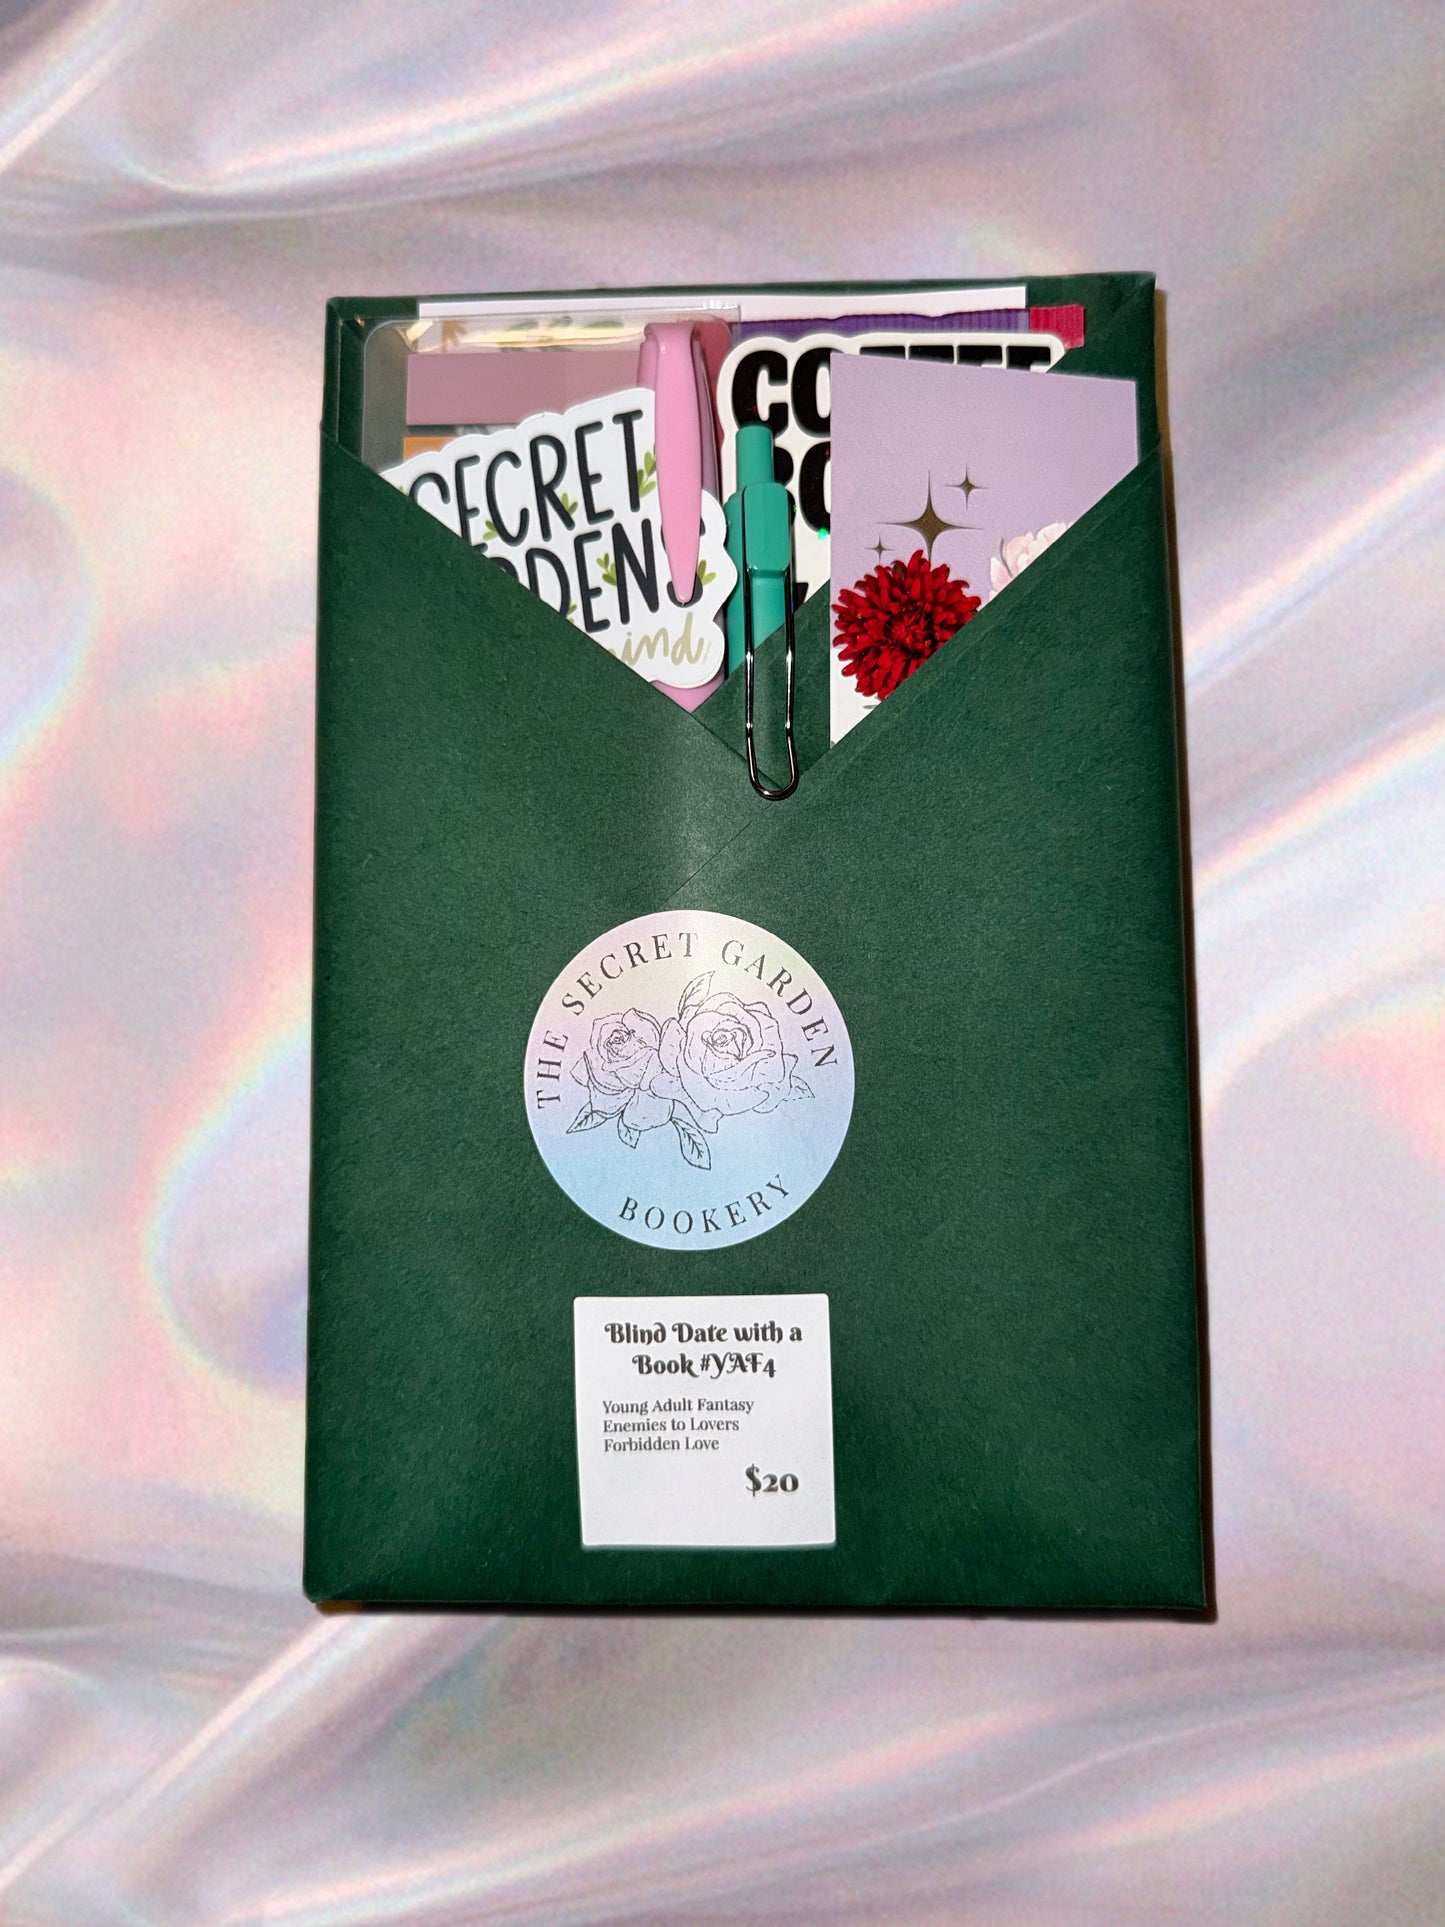 SECRET
mind
THE SECRET GARDEN
BOOKERY
Blind Date with a
Book #YAF4
Young Adult Fantasy
Enemies to Lovers
Forbidden Love
$20